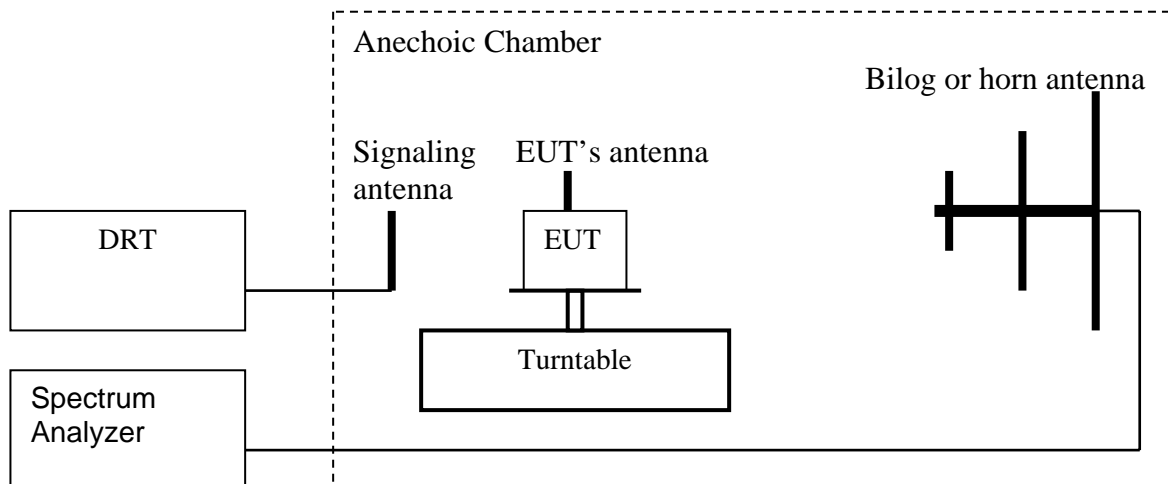 Anechoic Chamber
Bilog or horn antenna
Signaling
antenna
EUT’s antenna
DRT
EUT
Turntable
Spectrum
Analyzer